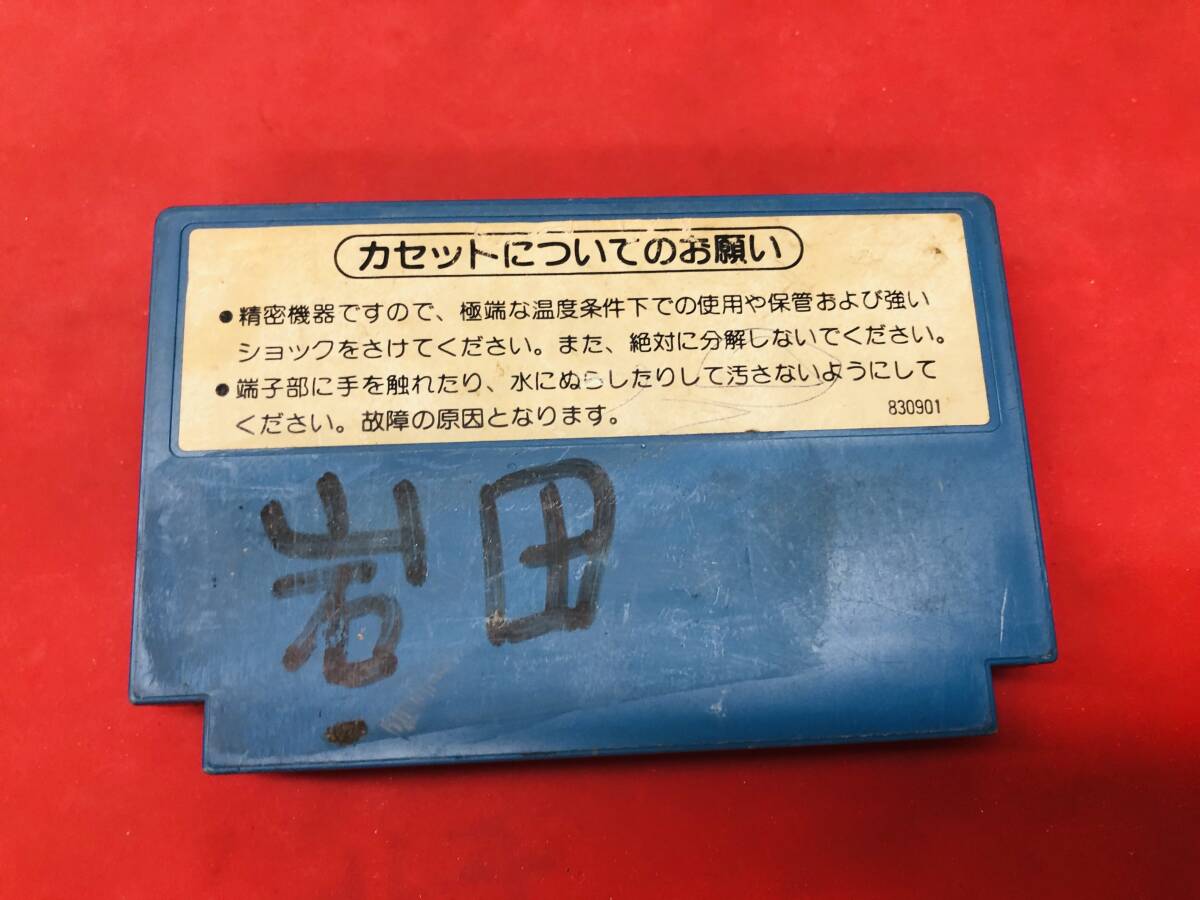 カセットについてのお願い
●精密機器ですので、極端な温度条件下での使用や保管および強い
ショックをさけてください。また、絶対に分解しないでください。
●端子部に手を触れたり、水にぬらしたりして汚さないようにして
ください。故障の原因となります。
830901
岩田